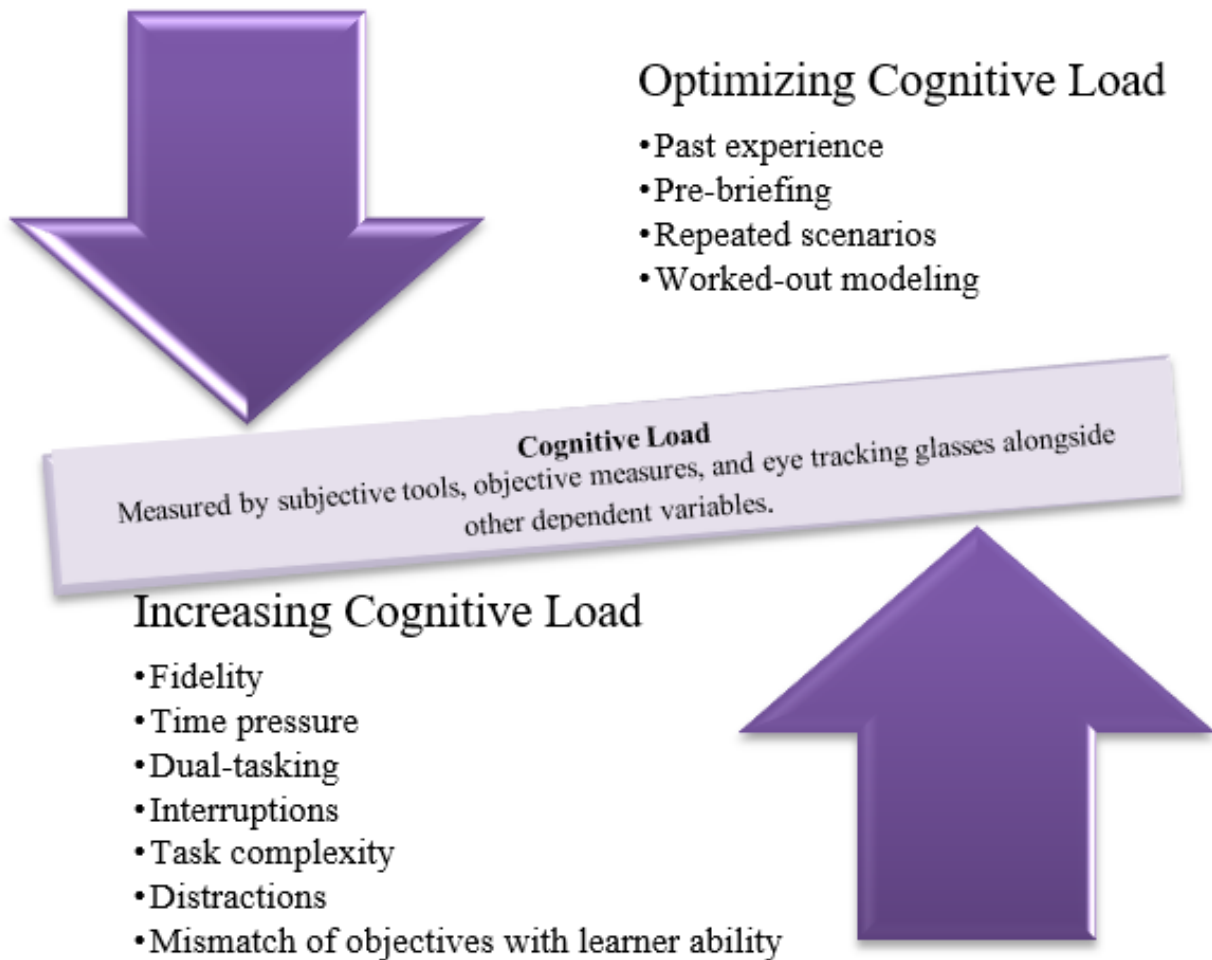 Optimizing Cognitive Load
•Past experience
•Pre-briefing
•Repeated scenarios
•Worked-out modeling
Cognitive Load
Measured by subjective tools, objective measures, and eye tracking glasses alongside
other dependent variables.
Increasing Cognitive Load
•Fidelity
•Time pressure
•Dual-tasking
•Interruptions
•Task complexity
•Distractions
•Mismatch of objectives with learner ability